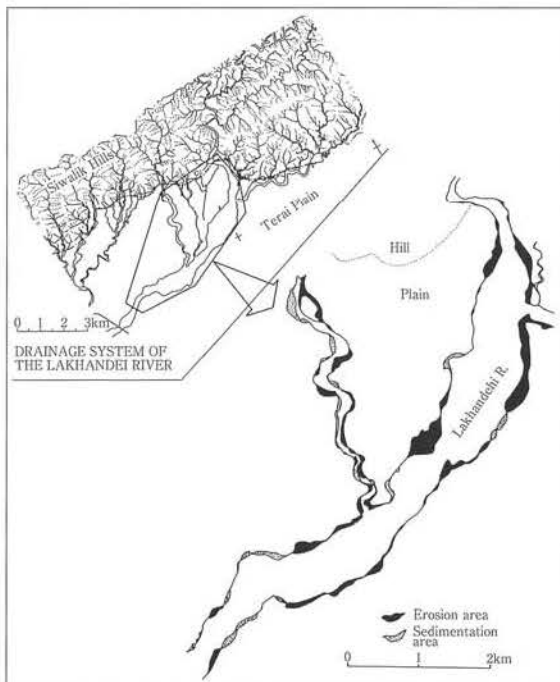 Siwalik Hills
Terai Plain
0 1 2 3km
DRAINAGE SYSTEM OF
THE LAKHANDEI RIVER
Hill
Plain
Lakhandehi R.
Erosion area
Sedimentation
area
0 1 2km